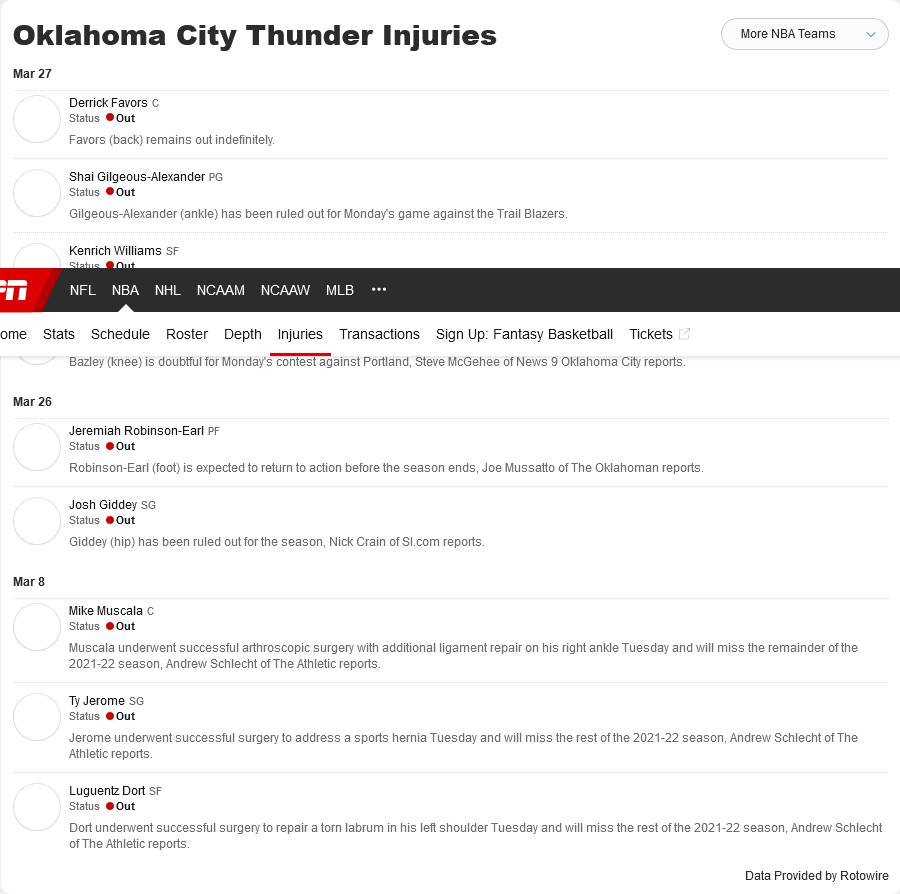 Oklahoma City Thunder Injuries
More NBA Teams
Mar 27
Derrick Favors C
Status Out
Favors (back) remains out indefinitely.
Shai Gilgeous-Alexander PG
Status Out
Gilgeous-Alexander (ankle) has been ruled out for Monday's game against the Trail Blazers.
Kenrich Williams SF
Status Out
NFL NBA NHL NCAAM NCAAW MLB •••
ome Stats Schedule Roster Depth Injuries Transactions Sign Up: Fantasy Basketball Tickets
Bazley (knee) is doubtful for Monday's contest against Portland, Steve McGehee of News 9 Oklahoma City reports.
Mar 26
Jeremiah Robinson-Earl PF
Status Out
Robinson-Earl (foot) is expected to return to action before the season ends, Joe Mussatto of The Oklahoman reports.
Josh Giddey SG
Status Out
Giddey (hip) has been ruled out for the season, Nick Crain of SI.com reports.
Mar 8
Mike Muscala C
Status Out
Muscala underwent successful arthroscopic surgery with additional ligament repair on his right ankle Tuesday and will miss the remainder of the
2021-22 season, Andrew Schlecht of The Athletic reports.
Ty Jerome SG
Status Out
Jerome underwent successful surgery to address a sports hernia Tuesday and will miss the rest of the 2021-22 season, Andrew Schlecht of The
Athletic reports.
Luguentz Dort SF
Status Out
Dort underwent successful surgery to repair a torn labrum in his left shoulder Tuesday and will miss the rest of the 2021-22 season, Andrew Schlecht
of The Athletic reports.
Data Provided by Rotowire